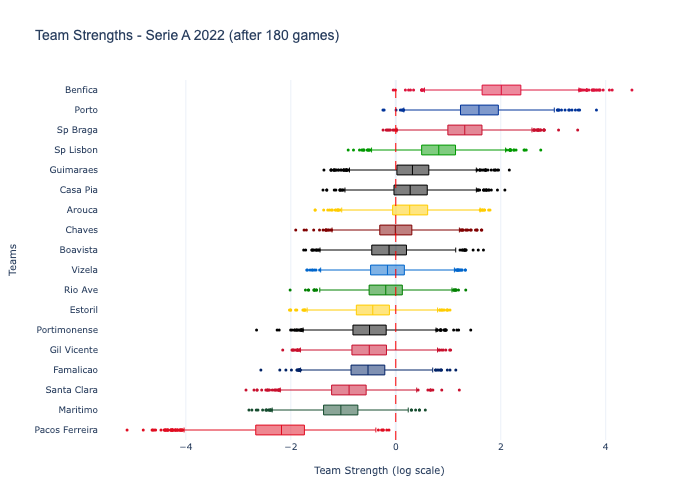 Team Strengths - Serie A 2022 (after 180 games)
Benfica
Porto
Sp Braga
Sp Lisbon
Guimaraes
Casa Pia
Arouca
Chaves
Boavista
Vizela
Rio Ave
Estoril
Portimonense
Gil Vicente
Famalicao
Santa Clara
Maritimo
Pacos Ferreira
Teams
−4
−2
0
2
4
Team Strength (log scale)